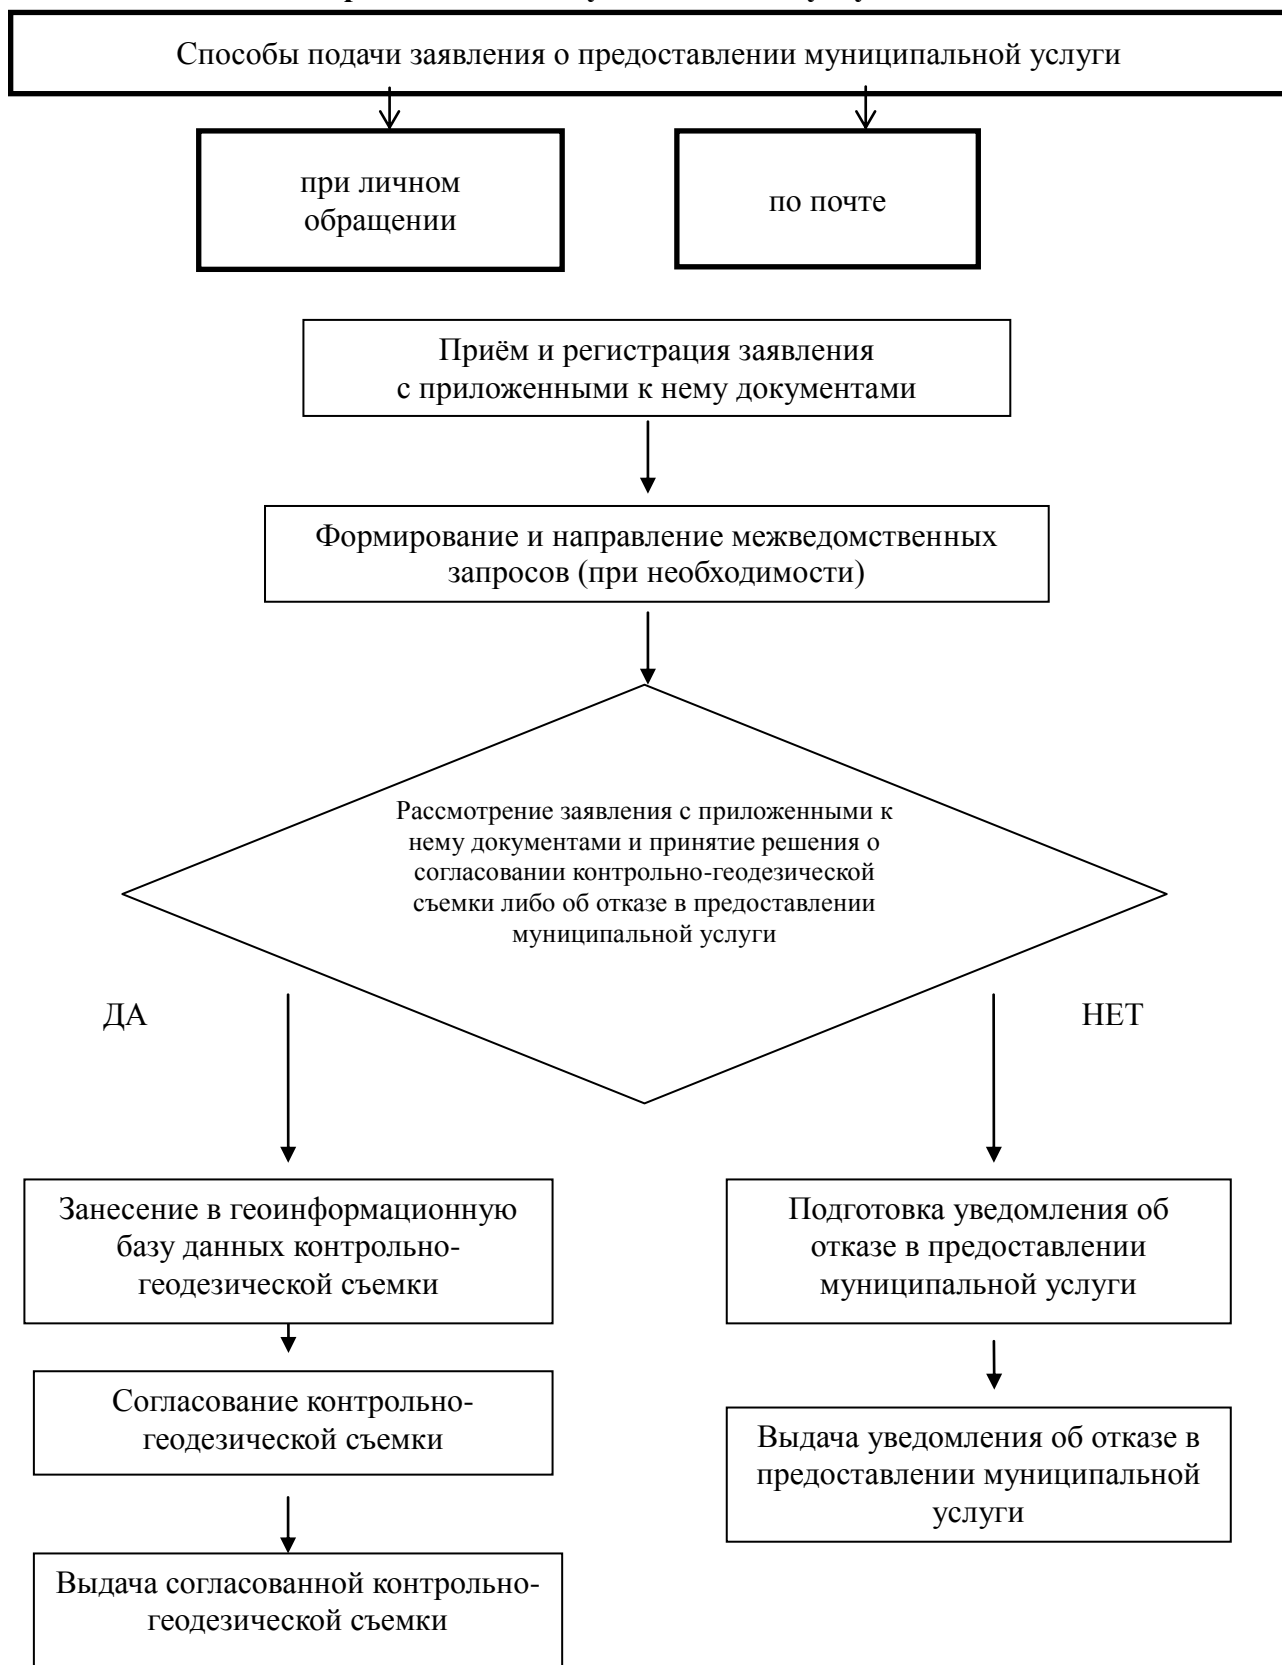 Способы подачи заявления о предоставлении муниципальной услуги
при личном
обращении
по почте
Приём и регистрация заявления
с приложенными к нему документами
Формирование и направление межведомственных
запросов (при необходимости)
Рассмотрение заявления с приложенными к
нему документами и принятие решения о
согласовании контрольно-геодезической
съемки либо об отказе в предоставлении
муниципальной услуги
ДА
НЕТ
Занесение в геоинформационную
базу данных контрольно-
геодезической съемки
Подготовка уведомления об
отказе в предоставлении
муниципальной услуги
Согласование контрольно-
геодезической съемки
Выдача уведомления об отказе в
предоставлении муниципальной
услуги
Выдача согласованной контрольно-
геодезической съемки